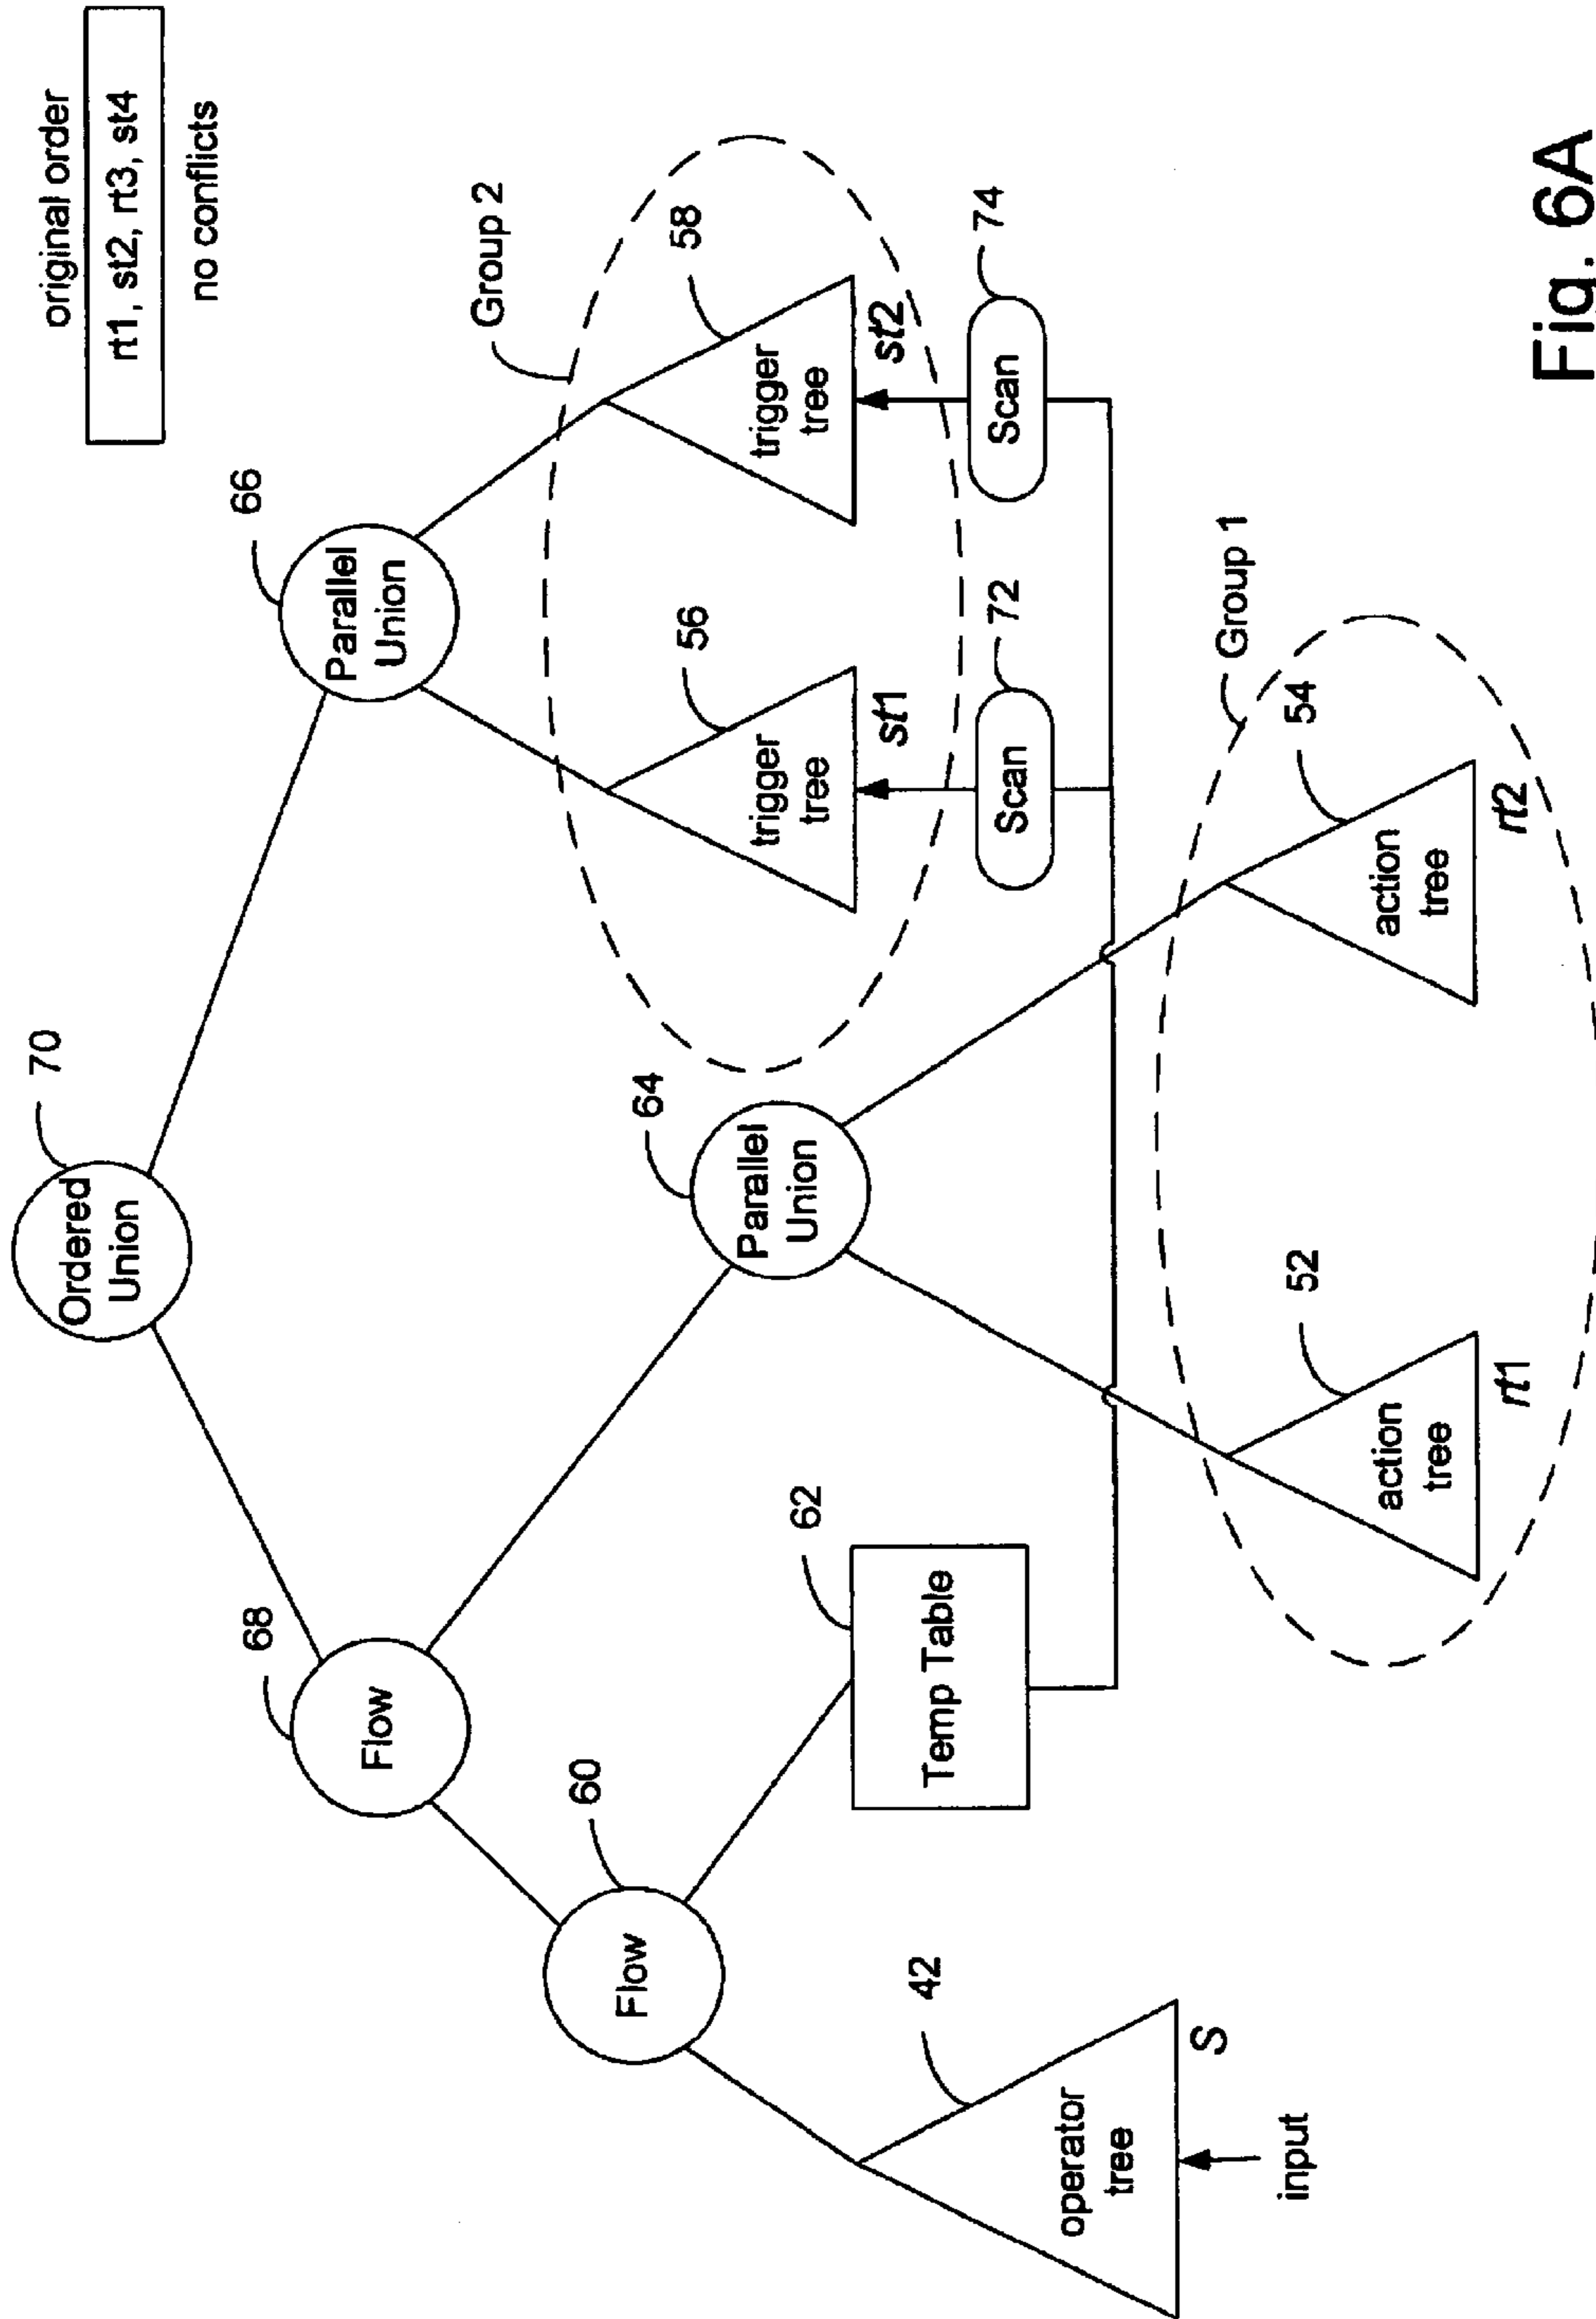 original order
rt1, st2, rt3, st4
no conflicts
70
Ordered
Union
66
Parallel
Union
68
Flow
Group 2
60
Flow
64
Parallel
Union
56
trigger
tree
st1
58
trigger
tree
st2
42
operator
tree
S
input
62
Temp Table
72
Scan
74
Scan
Group 1
52
action
tree
rt1
54
action
tree
rt2
Fig. 6A